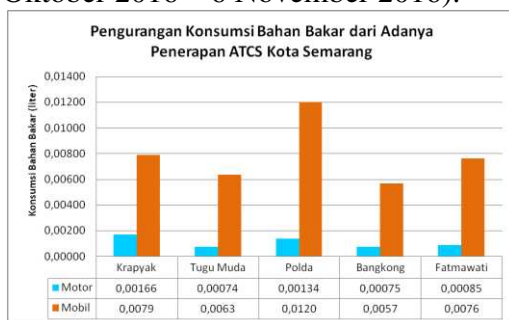 Oktober 2016 – 6 November 2016).
Pengurangan Konsumsi Bahan Bakar dari Adanya
Penerapan ATCS Kota Semarang
Konsumsi Bahan Bakar (liter)
0,01400
0,01200
0,01000
0,00800
0,00600
0,00400
0,00200
0,00000
Krapyak Tugu Muda Polda Bangkong Fatmawati
Motor 0,00166 0,00074 0,00134 0,00075 0,00085
Mobil 0,0079 0,0063 0,0120 0,0057 0,0076